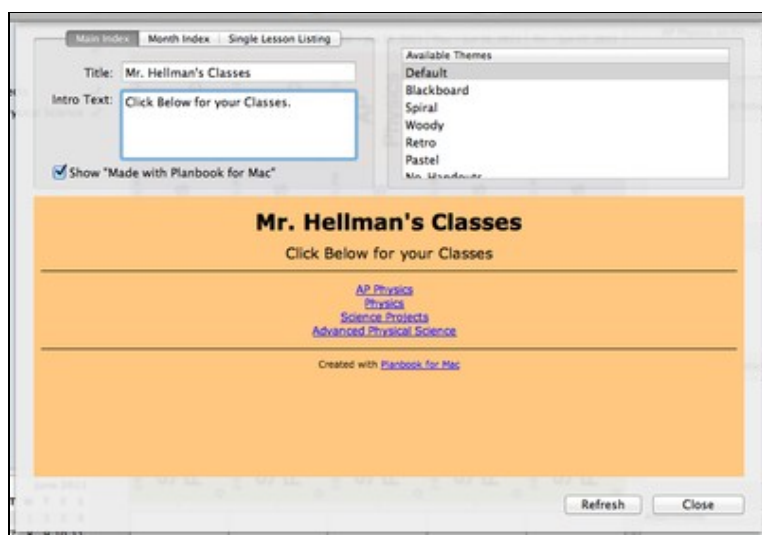 Main Index Month Index Single Lesson Listing
Title: Mr. Hellman's Classes
Intro Text: Click Below for your Classes.
Show "Made with Planbook for Mac"
Available Themes
Default
Blackboard
Spiral
Woody
Retro
Pastel
No Handouts
Mr. Hellman's Classes
Click Below for your Classes
AP Physics
Physics
Science Projects
Advanced Physical Science
Created with Planbook for Mac
Refresh Close